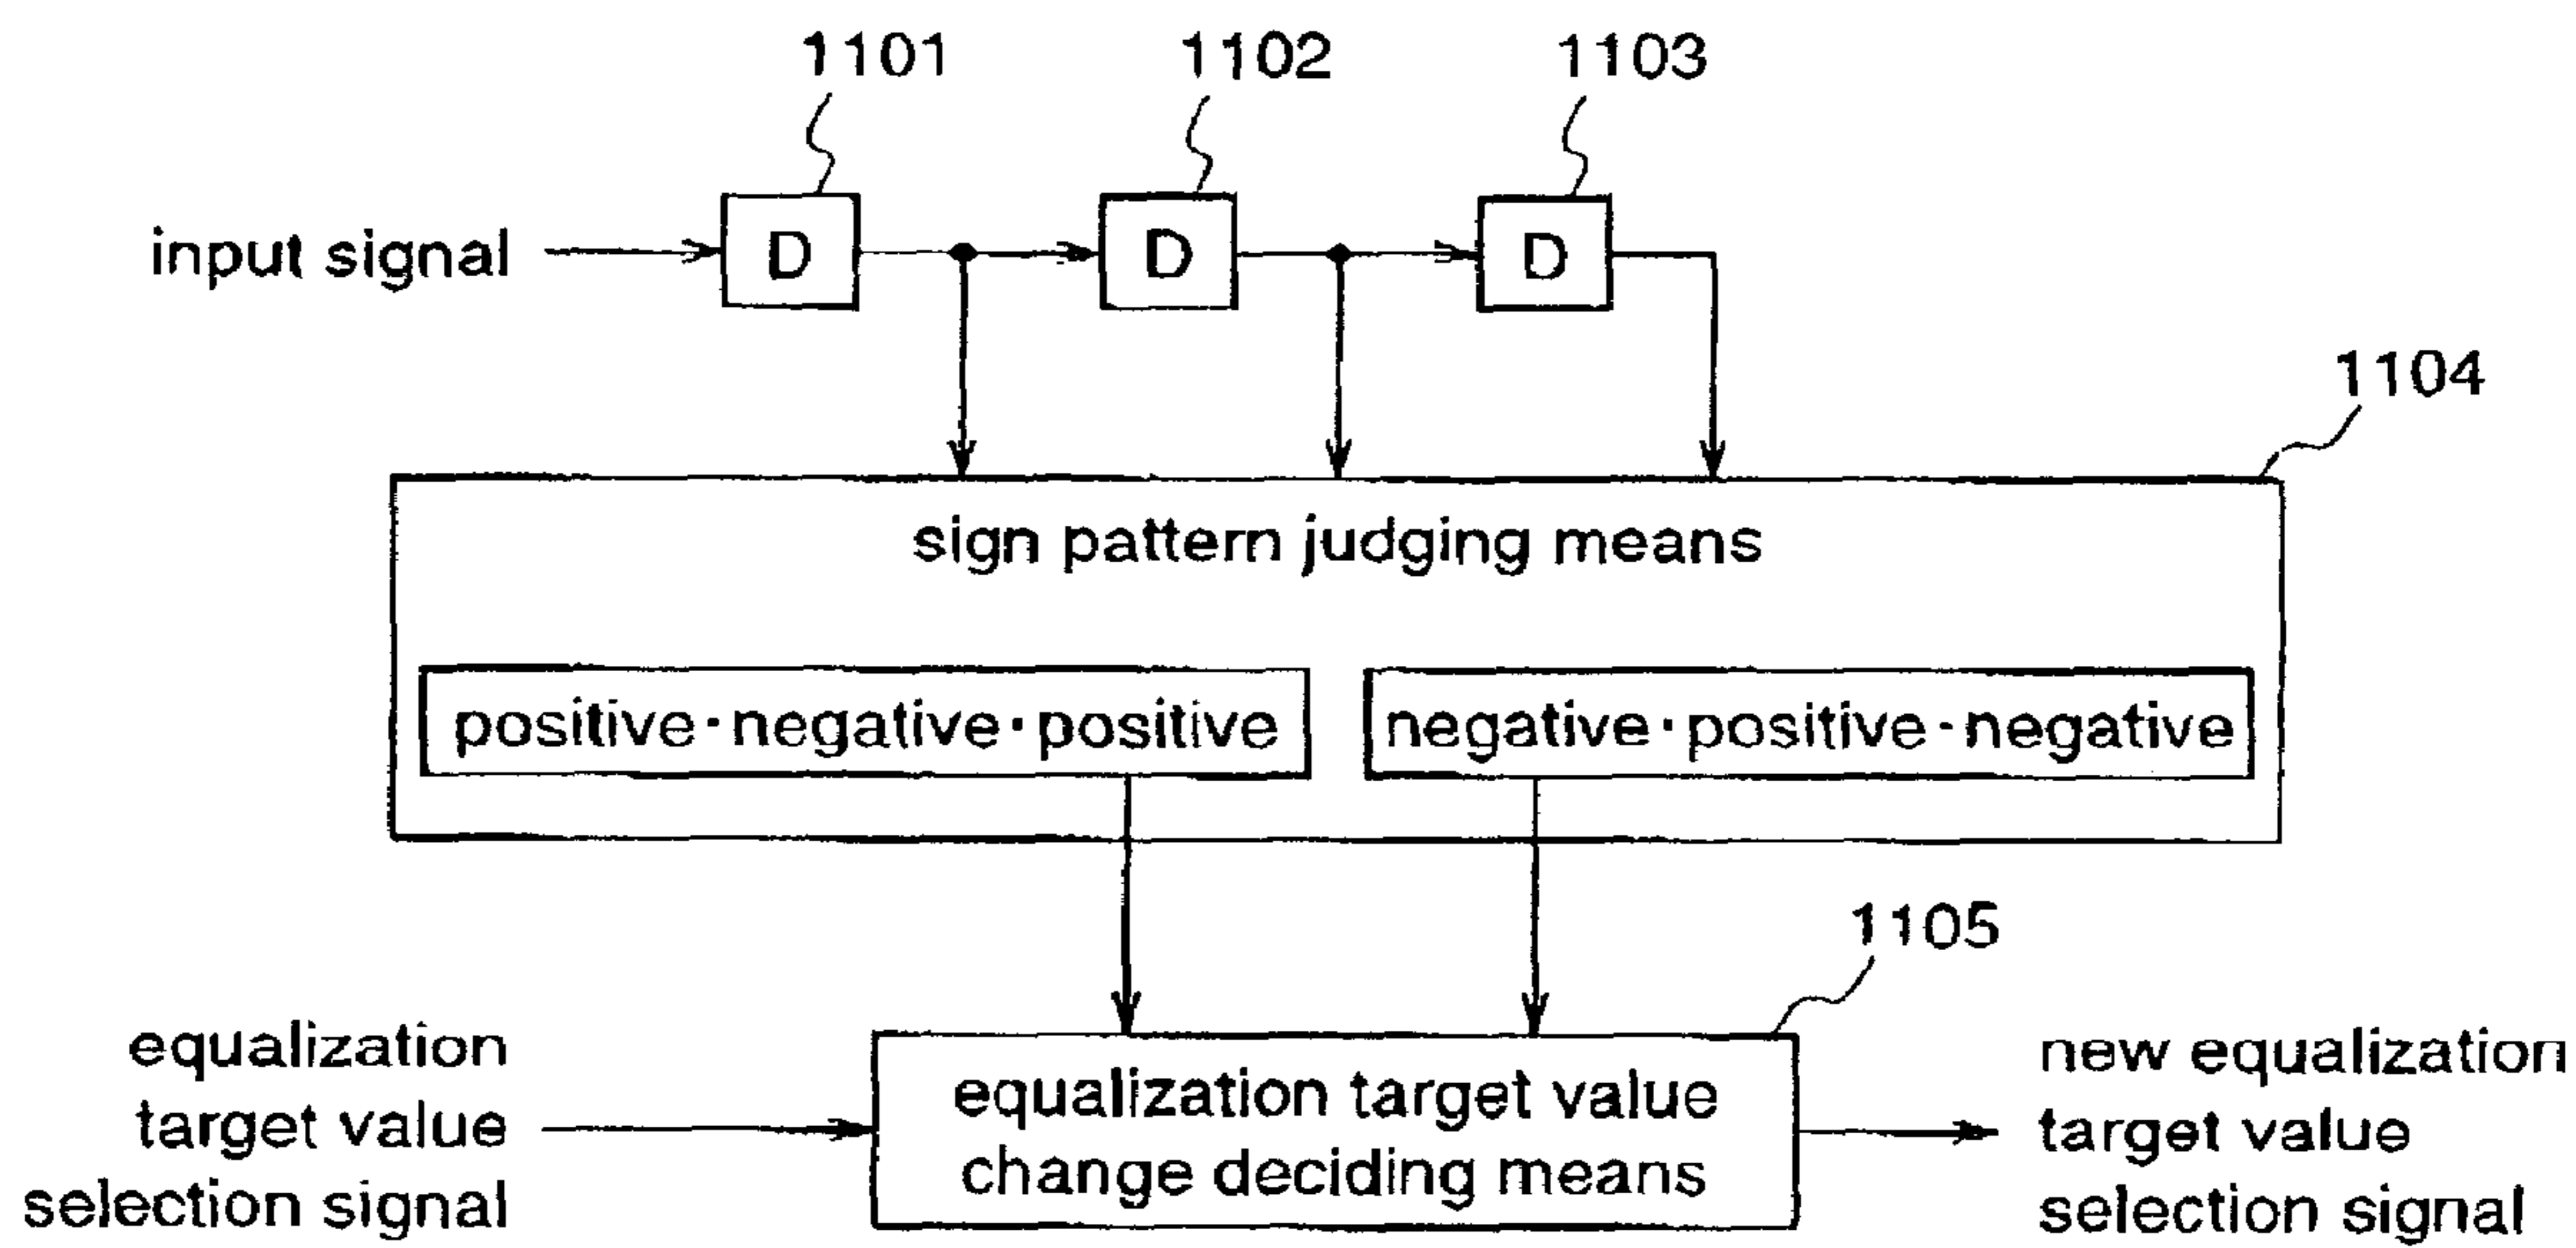 1101
1102
1103
input signal
D
D
D
1104
sign pattern judging means
positive·negative·positive
negative·positive·negative
1105
equalization
target value
selection signal
equalization target value
change deciding means
new equalization
target value
selection signal